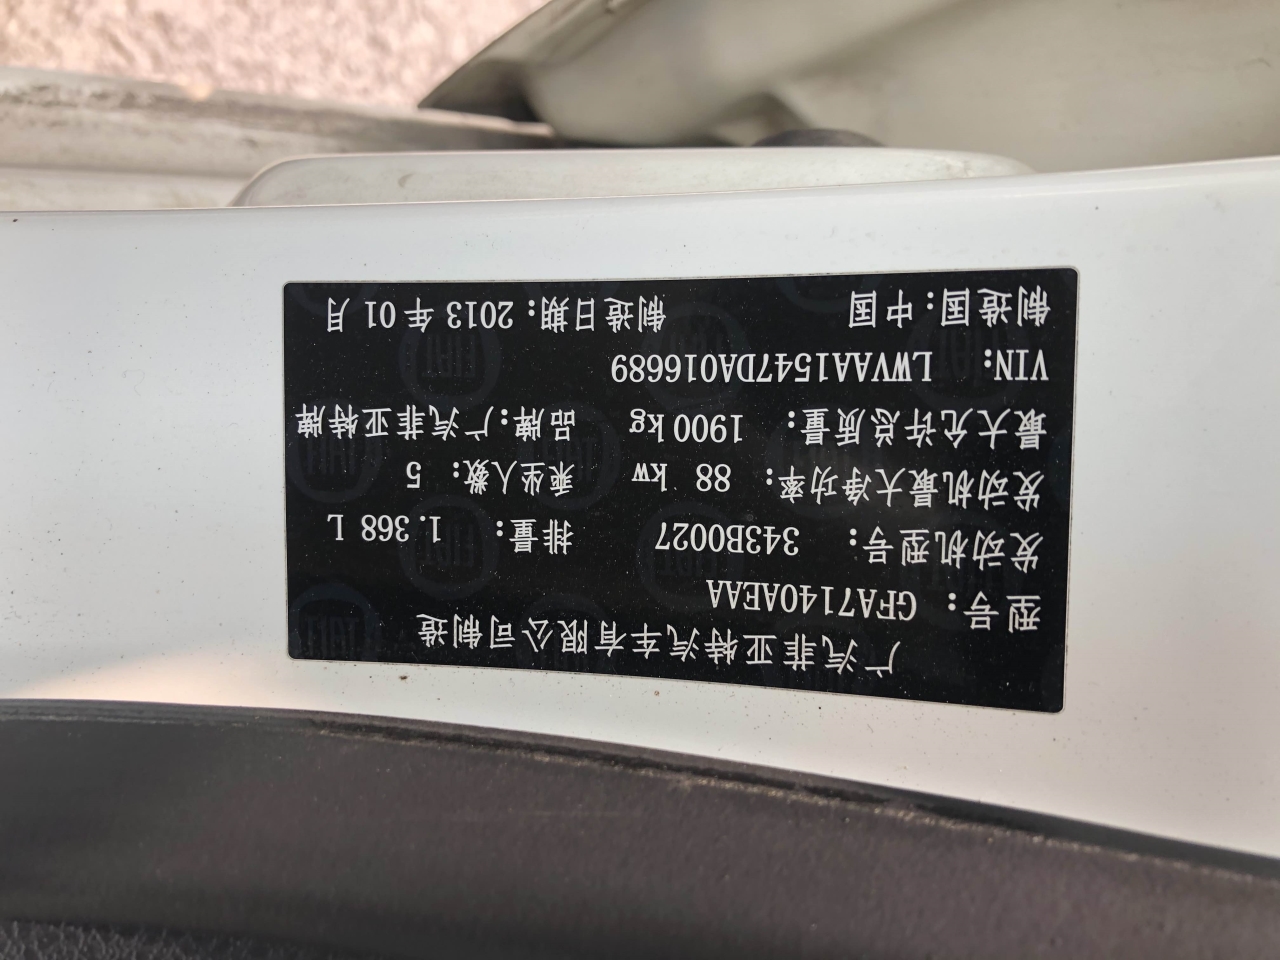 广汽菲亚特汽车有限公司制造
型号: GFA7140AEAA
发动机型号: 343B0027 排量: 1.368 L
发动机最大净功率: 88 kw 乘坐人数: 5
最大允许总质量: 1900 kg 品牌:广汽菲亚特牌
VIN: LWVAA1547DA016689
制造国:中国 制造日期: 2013 年 01 月